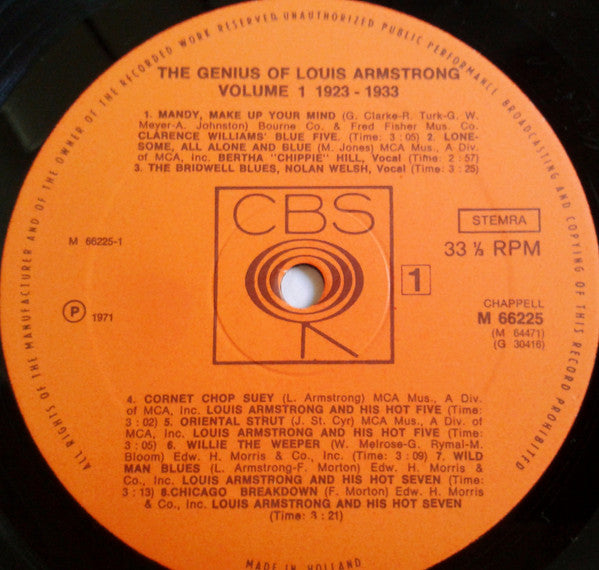 ALL RIGHTS OF THE MANUFACTURER AND OF THE OWNER OF THE RECORDED WORK RESERVED. UNAUTHORIZED PUBLIC PERFORMANCE BROADCASTING AND COPYING OF THIS RECORD PROHIBITED
THE GENIUS OF LOUIS ARMSTRONG
VOLUME 1 1923 - 1933
1. MANDY, MAKE UP YOUR MIND (G. Clarke-R. Turk-G. W.
Meyer-A. Johnston) Bourne Co. & Fred Fisher Mus. Co.
CLARENCE WILLIAMS' BLUE FIVE. (Time: 3 : 05) 2. LONE-
SOME, ALL ALONE AND BLUE (M. Jones) MCA Mus., A Div.
of MCA, Inc. BERTHA "CHIPPIE" HILL, Vocal (Time: 2 : 57)
3. THE BRIDWELL BLUES, NOLAN WELSH, Vocal (Time: 3 : 25)
CBS
STEMRA
M 66225-1
33 ⅓ RPM
1
Ⓟ 1971
CHAPPELL
M 66225
(M 64471)
(G 30416)
4. CORNET CHOP SUEY (L. Armstrong) MCA Mus., A Div.
of MCA, Inc. LOUIS ARMSTRONG AND HIS HOT FIVE (Time:
3 : 02) 5. ORIENTAL STRUT (J. St. Cyr) MCA Mus., A Div.
of MCA, Inc. LOUIS ARMSTRONG AND HIS HOT FIVE (Time:
3 : 05) 6. WILLIE THE WEEPER (W. Melrose-G. Rymal-M.
Bloom) Edw. H. Morris & Co., Inc. (Time: 3 : 09) 7. WILD
MAN BLUES (L. Armstrong-F. Morton) Edw. H. Morris &
Co., Inc. LOUIS ARMSTRONG AND HIS HOT SEVEN (Time:
3 : 13) 8.CHICAGO BREAKDOWN (F. Morton) Edw. H. Morris
& Co., Inc. LOUIS ARMSTRONG AND HIS HOT SEVEN
(Time: 3 : 21)
MADE IN HOLLAND